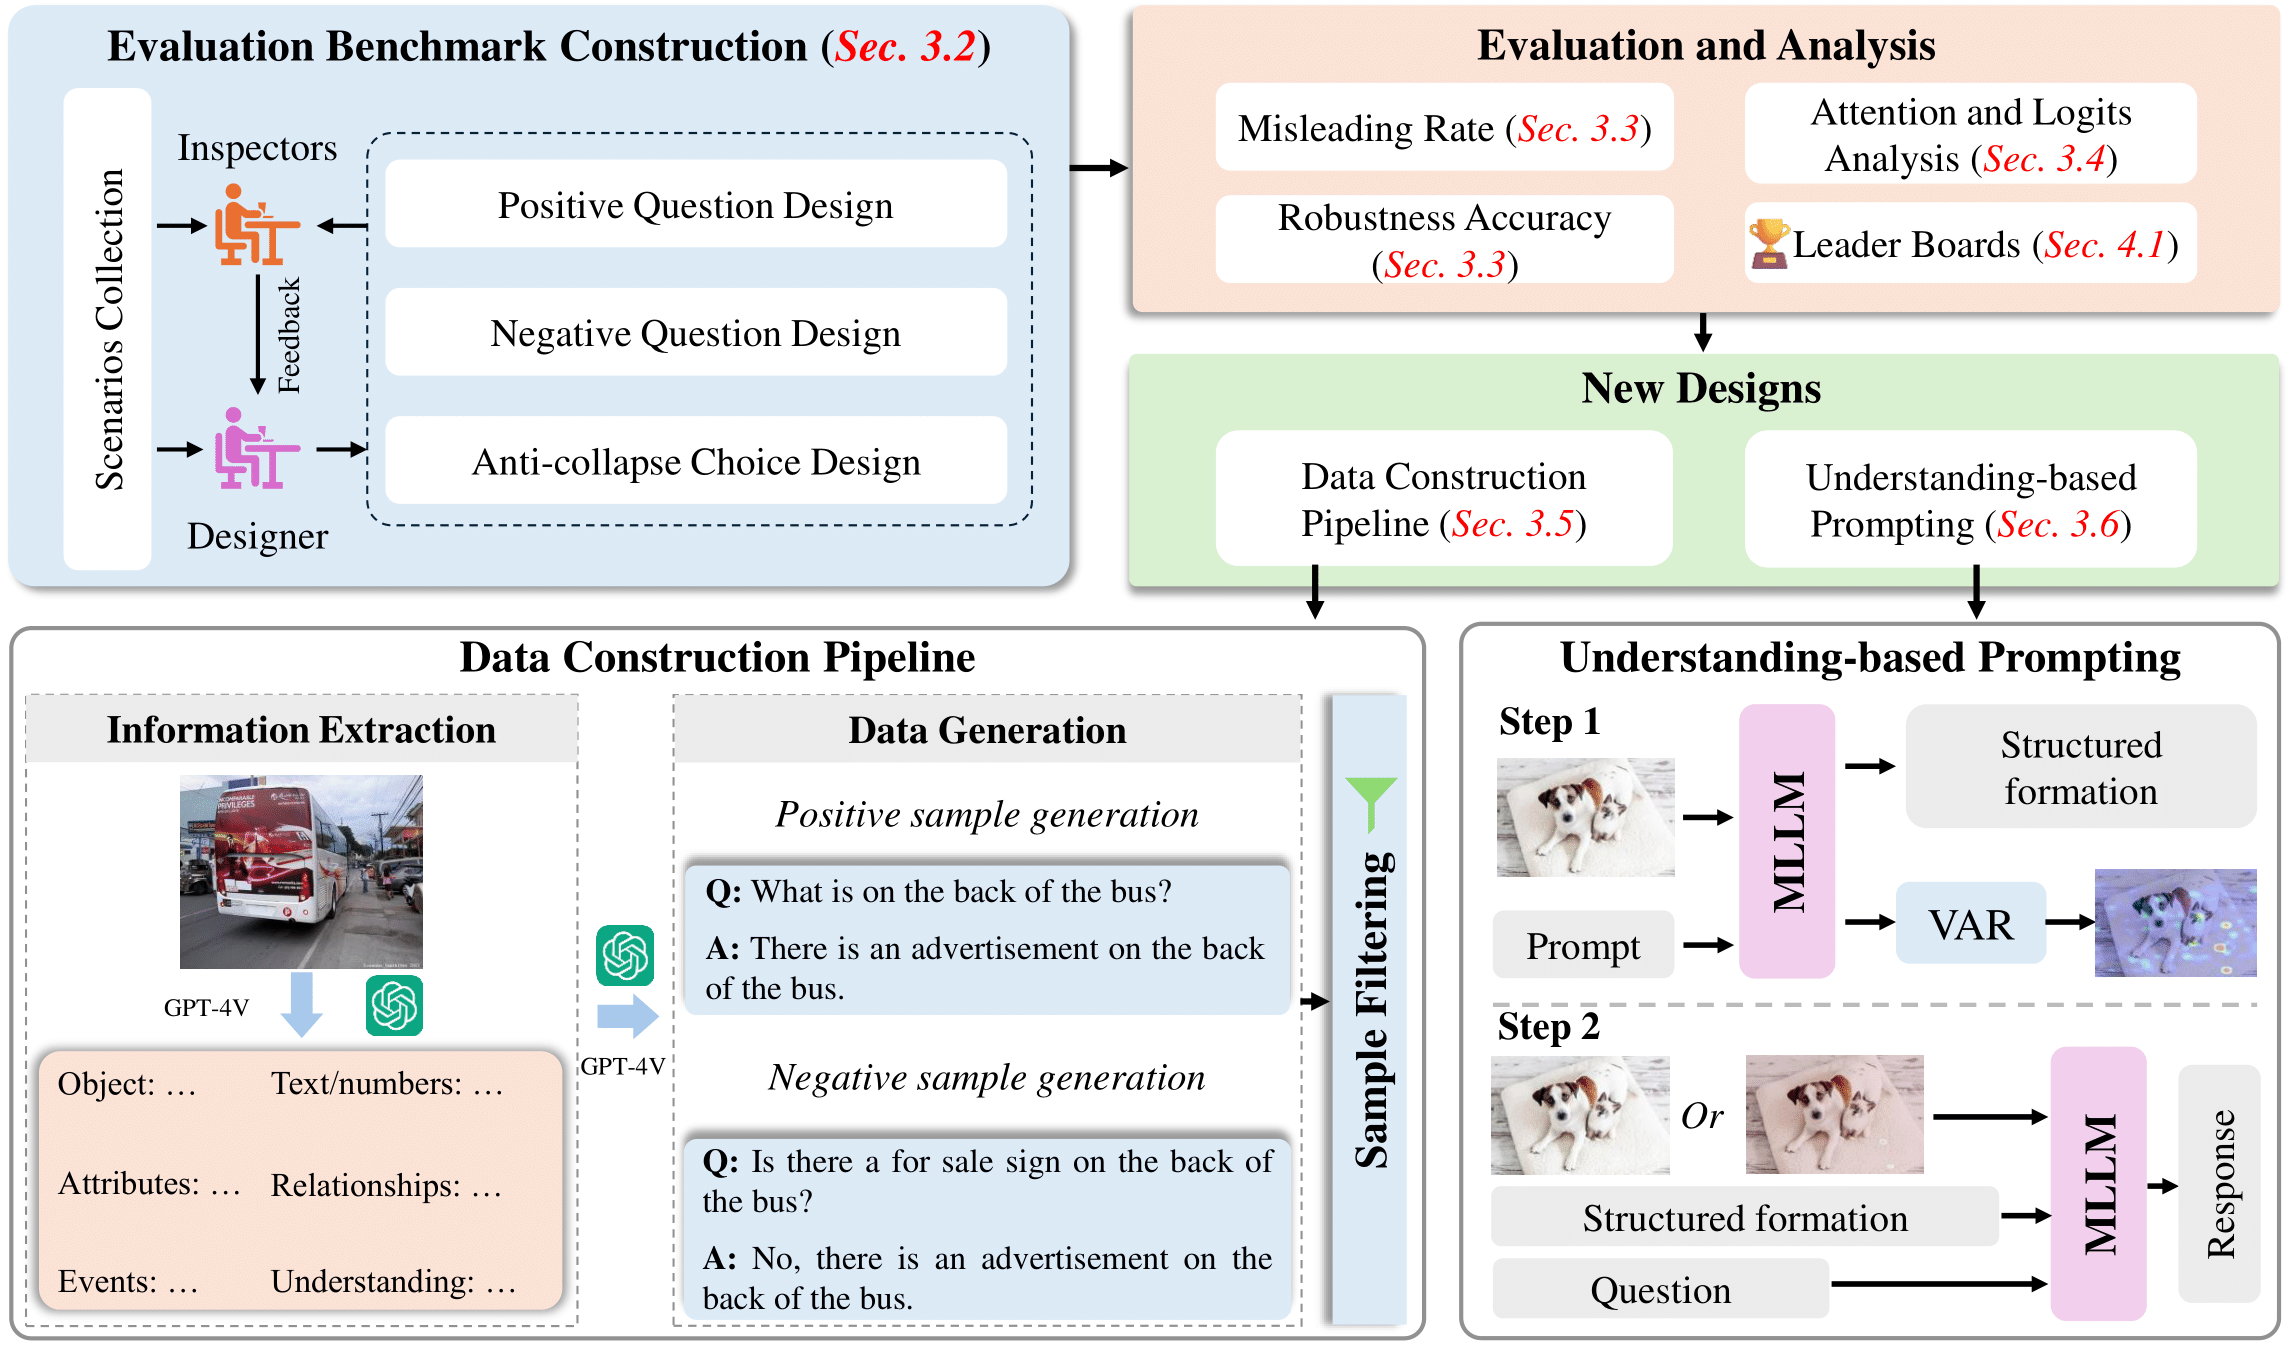 Evaluation Benchmark Construction (Sec. 3.2)
Scenarios Collection
Inspectors
Feedback
Designer
Positive Question Design
Negative Question Design
Anti-collapse Choice Design
Evaluation and Analysis
Misleading Rate (Sec. 3.3)
Attention and Logits
Analysis (Sec. 3.4)
Robustness Accuracy
(Sec. 3.3)
Leader Boards (Sec. 4.1)
New Designs
Data Construction
Pipeline (Sec. 3.5)
Understanding-based
Prompting (Sec. 3.6)
Data Construction Pipeline
Information Extraction
PRIVILEGES
GPT-4V
Object: …
Text/numbers: …
Attributes: …
Relationships: …
Events: …
Understanding: …
GPT-4V
Data Generation
Positive sample generation
Q: What is on the back of the bus?
A: There is an advertisement on the back
of the bus.
Negative sample generation
Q: Is there a for sale sign on the back of
the bus?
A: No, there is an advertisement on the
back of the bus.
Sample Filtering
Understanding-based Prompting
Step 1
Prompt
MLLM
Structured
formation
VAR
Step 2
Or
Structured formation
Question
MLLM
Response